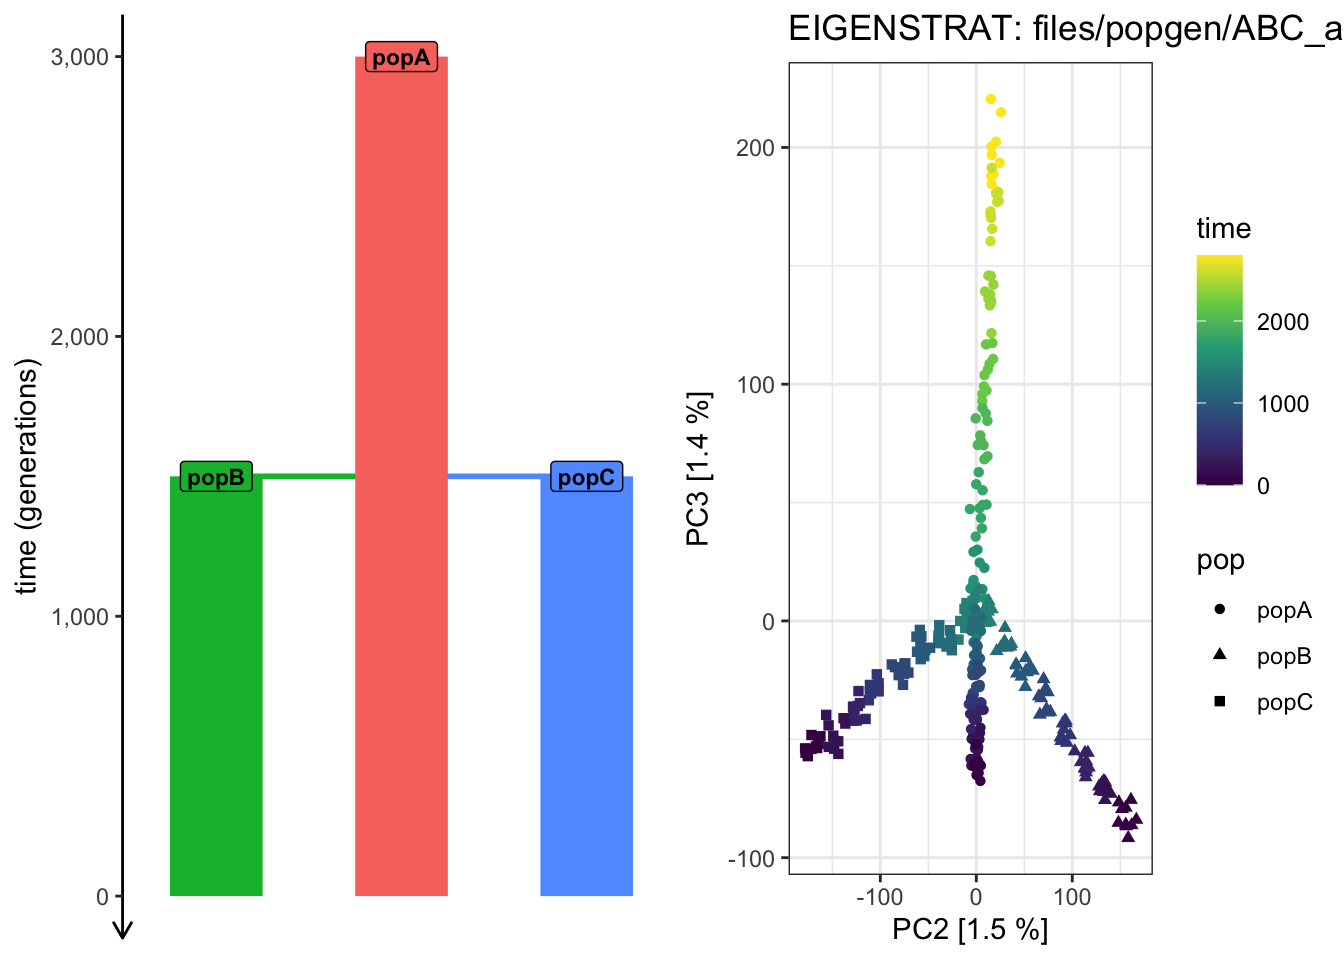 time (generations)
3,000
2,000
1,000
0
popA
popB
popC
EIGENSTRAT: files/popgen/ABC_a
PC3 [1.4 %]
200
100
0
-100
-100
0
100
PC2 [1.5 %]
time
2000
1000
0
pop
popA
popB
popC